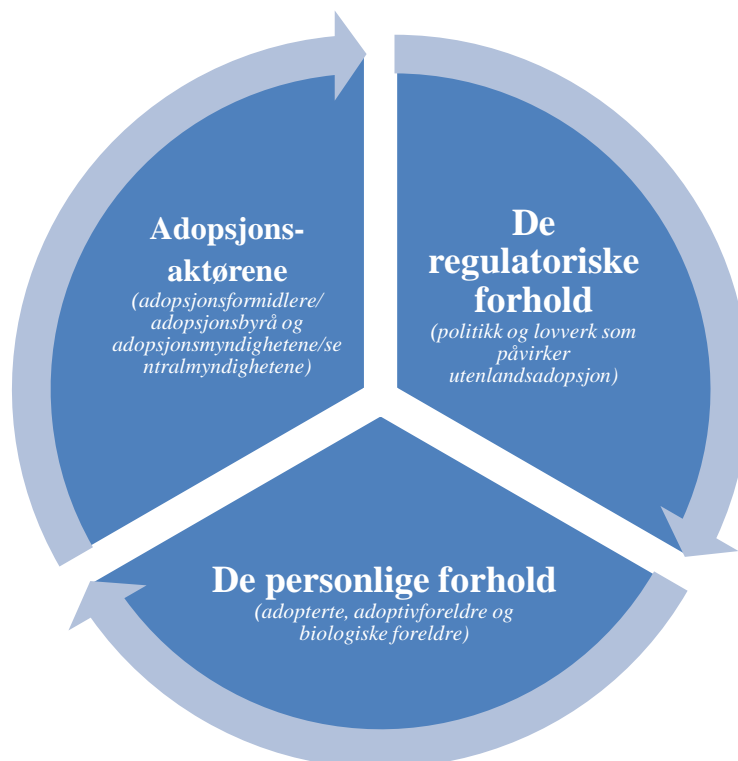 Adopsjons-
aktørene
(adopsjonsformidlere/
adopsjonsbyrå og
adopsjonsmyndighetene/se
ntralmyndighetene)
De
regulatoriske
forhold
(politikk og lovverk som
påvirker
utenlandsadopsjon)
De personlige forhold
(adopterte, adoptivforeldre og
biologiske foreldre)